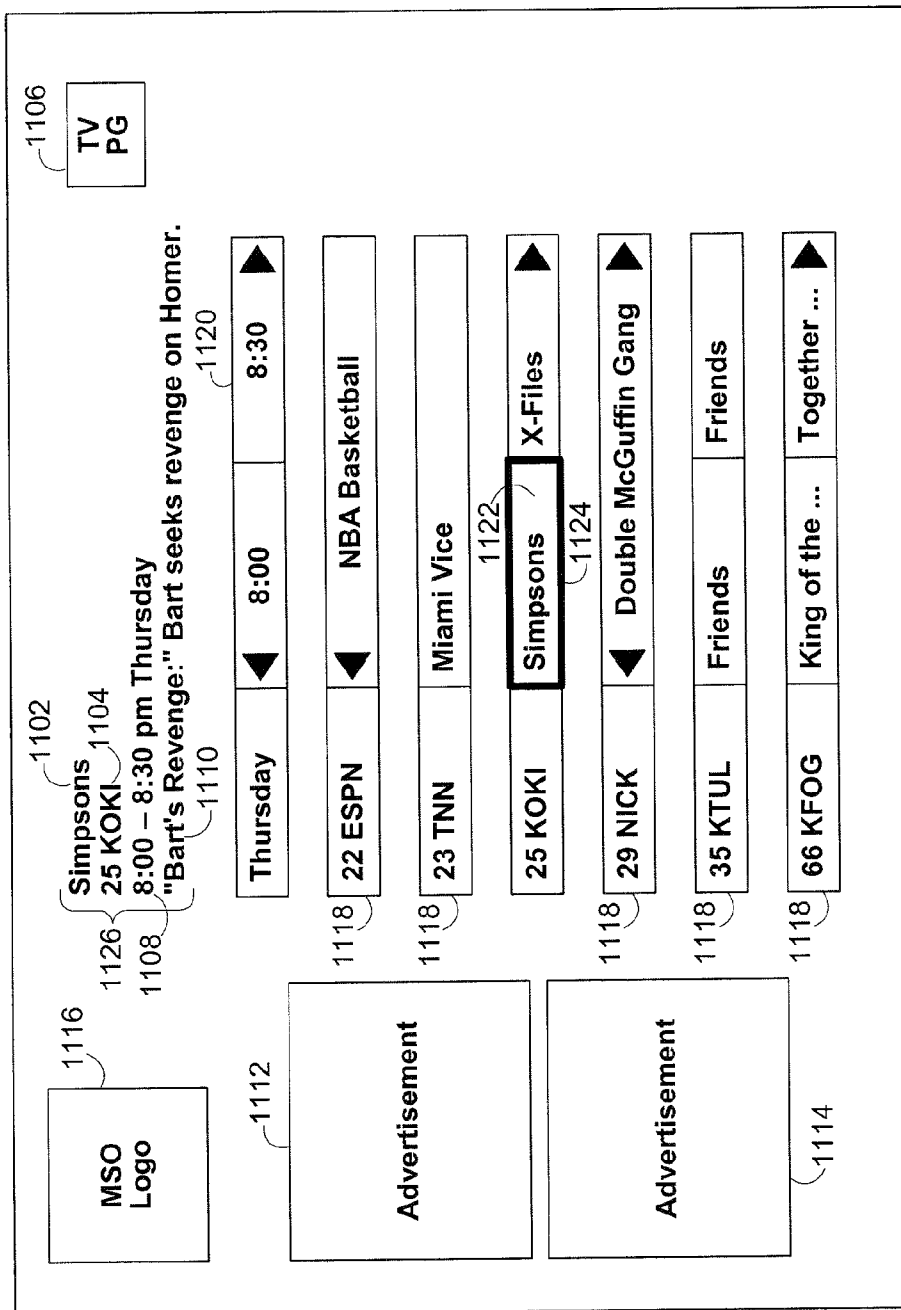 1116
MSO
Logo
1102
Simpsons
25 KOKI
1104
8:00 – 8:30 pm Thursday
"Bart's Revenge:" Bart seeks revenge on Homer.
1126
1108
1110
1106
TV
PG
1120
Thursday
8:00
8:30
1112
Advertisement
1114
Advertisement
22 ESPN
NBA Basketball
1118
23 TNN
Miami Vice
1118
25 KOKI
Simpsons
X-Files
1122
1124
29 NICK
Double McGuffin Gang
1118
35 KTUL
Friends
Friends
1118
66 KFOG
King of the ...
Together ...
1118